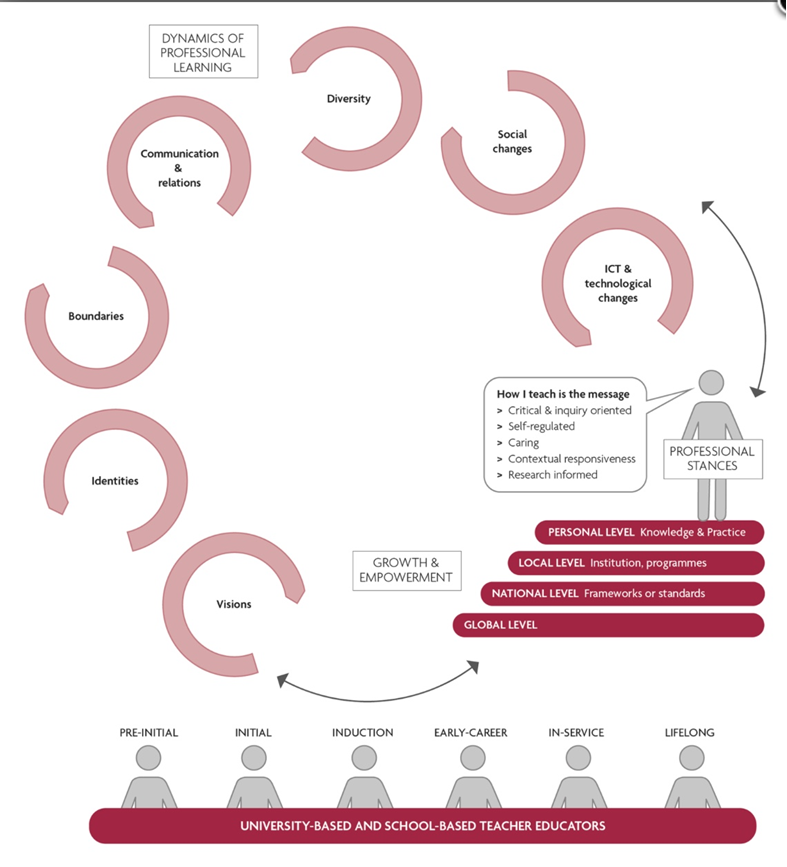 DYNAMICS OF
PROFESSIONAL
LEARNING
Diversity
Social
changes
Communication
&
relations
ICT &
technological
changes
Boundaries
How I teach is the message
> Critical & inquiry oriented
> Self-regulated
> Caring
> Contextual responsiveness
> Research informed
PROFESSIONAL
STANCES
Identities
PERSONAL LEVEL Knowledge & Practice
LOCAL LEVEL Institution, programmes
NATIONAL LEVEL Frameworks or standards
GLOBAL LEVEL
GROWTH &
EMPOWERMENT
Visions
PRE-INITIAL
INITIAL
INDUCTION
EARLY-CAREER
IN-SERVICE
LIFELONG
UNIVERSITY-BASED AND SCHOOL-BASED TEACHER EDUCATORS